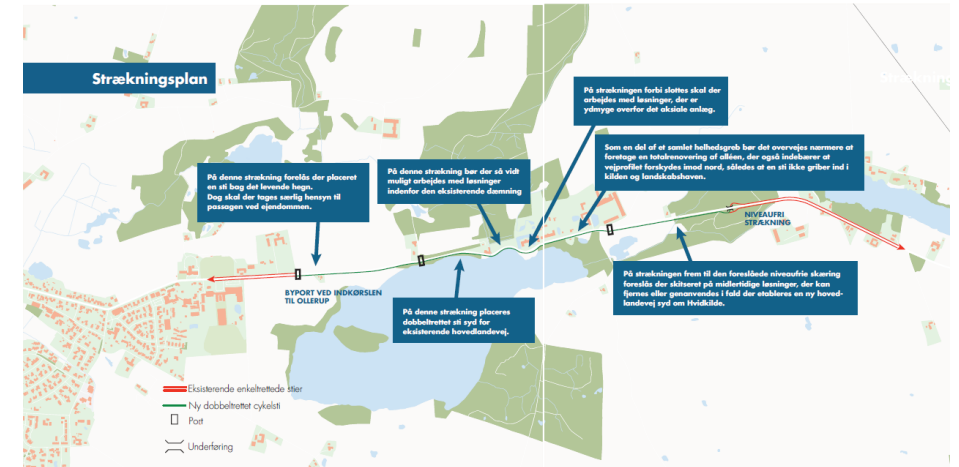 Strækningsplan
Strækning
På strækningen forbi slottes skal der
arbejdes med løsninger, der er
ydmyge overfor det aksiale anlæg.
Som en del af et samlet helhedsgreb bør det overvejes nærmere at
foretage en totalrenovering af alléen, der også indebærer at
vejprofilet forskydes imod nord, således at en sti ikke griber ind i
kilden og landskabshaven.
På denne strækning bør der så vidt
muligt arbejdes med løsninger
indenfor den eksisterende dæmning
På denne strækning forelås der placeret
en sti bag det levende hegn.
Dog skal der tages særlig hensyn til
passagen ved ejendommen.
NIVEAUFRI
STRÆKNING
BYPORT VED INDKØRSLEN
TIL OLLERUP
På denne strækning placeres
dobbeltrettet sti syd for
eksisterende hovedlandevej.
På strækningen frem til den foreslåede niveaufrie skæring
foreslås der skitseret på midlertidige løsninger, der kan
fjernes eller genanvendes i fald der etableres en ny hoved-
landevej syd om Hvidkilde.
Eksisterende enkeltrettede stier
Ny dobbeltrettet cykelsti
Port
Underføring